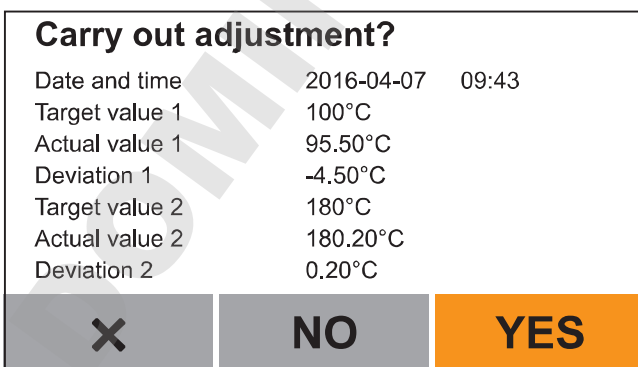 Carry out adjustment?
Date and time 2016-04-07 09:43
Target value 1 100°C
Actual value 1 95.50°C
Deviation 1 -4.50°C
Target value 2 180°C
Actual value 2 180.20°C
Deviation 2 0.20°C
NO YES